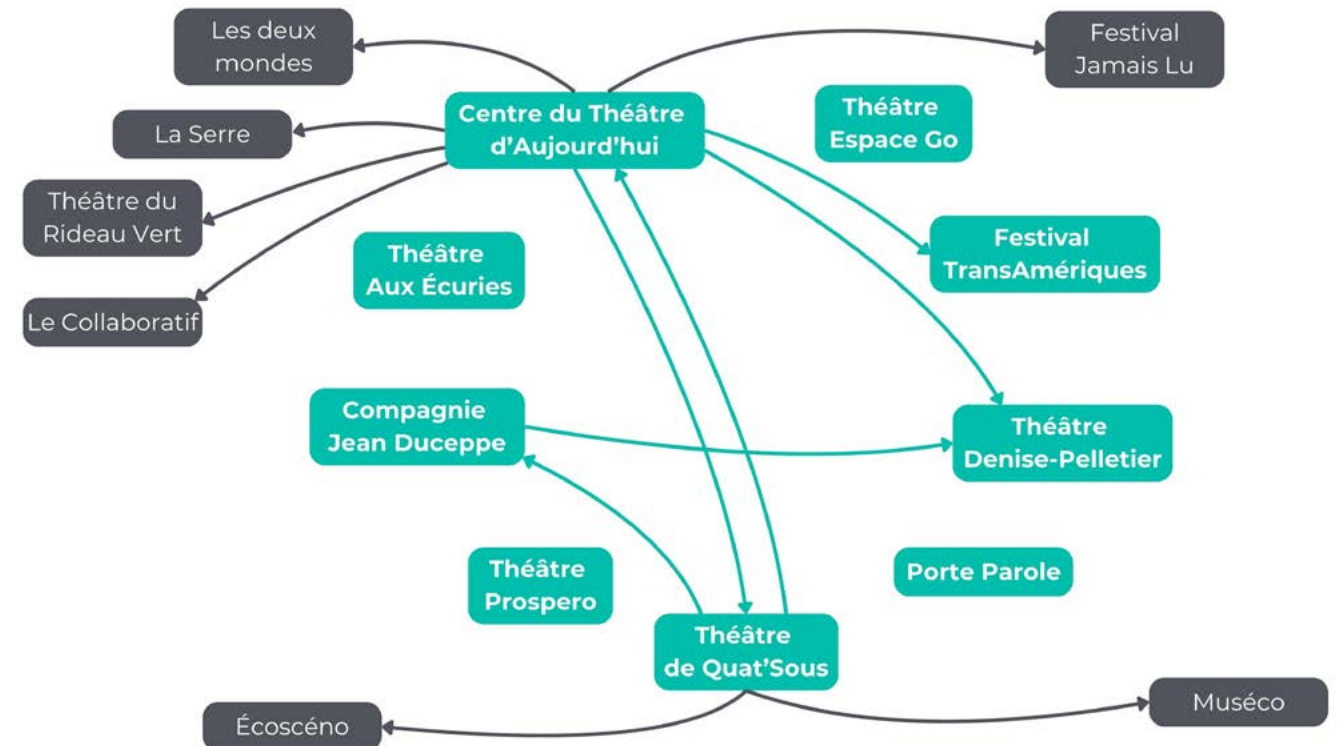 Les deux
mondes
Festival
Jamais Lu
Centre du Théâtre
d'Aujourd'hui
Théâtre
Espace Go
La Serre
Théâtre du
Rideau Vert
Festival
TransAmériques
Théâtre
Aux Écuries
Le Collaboratif
Compagnie
Jean Duceppe
Théâtre
Denise-Pelletier
Théâtre
Prospero
Porte Parole
Théâtre
de Quat'Sous
Écoscéno
Muséco